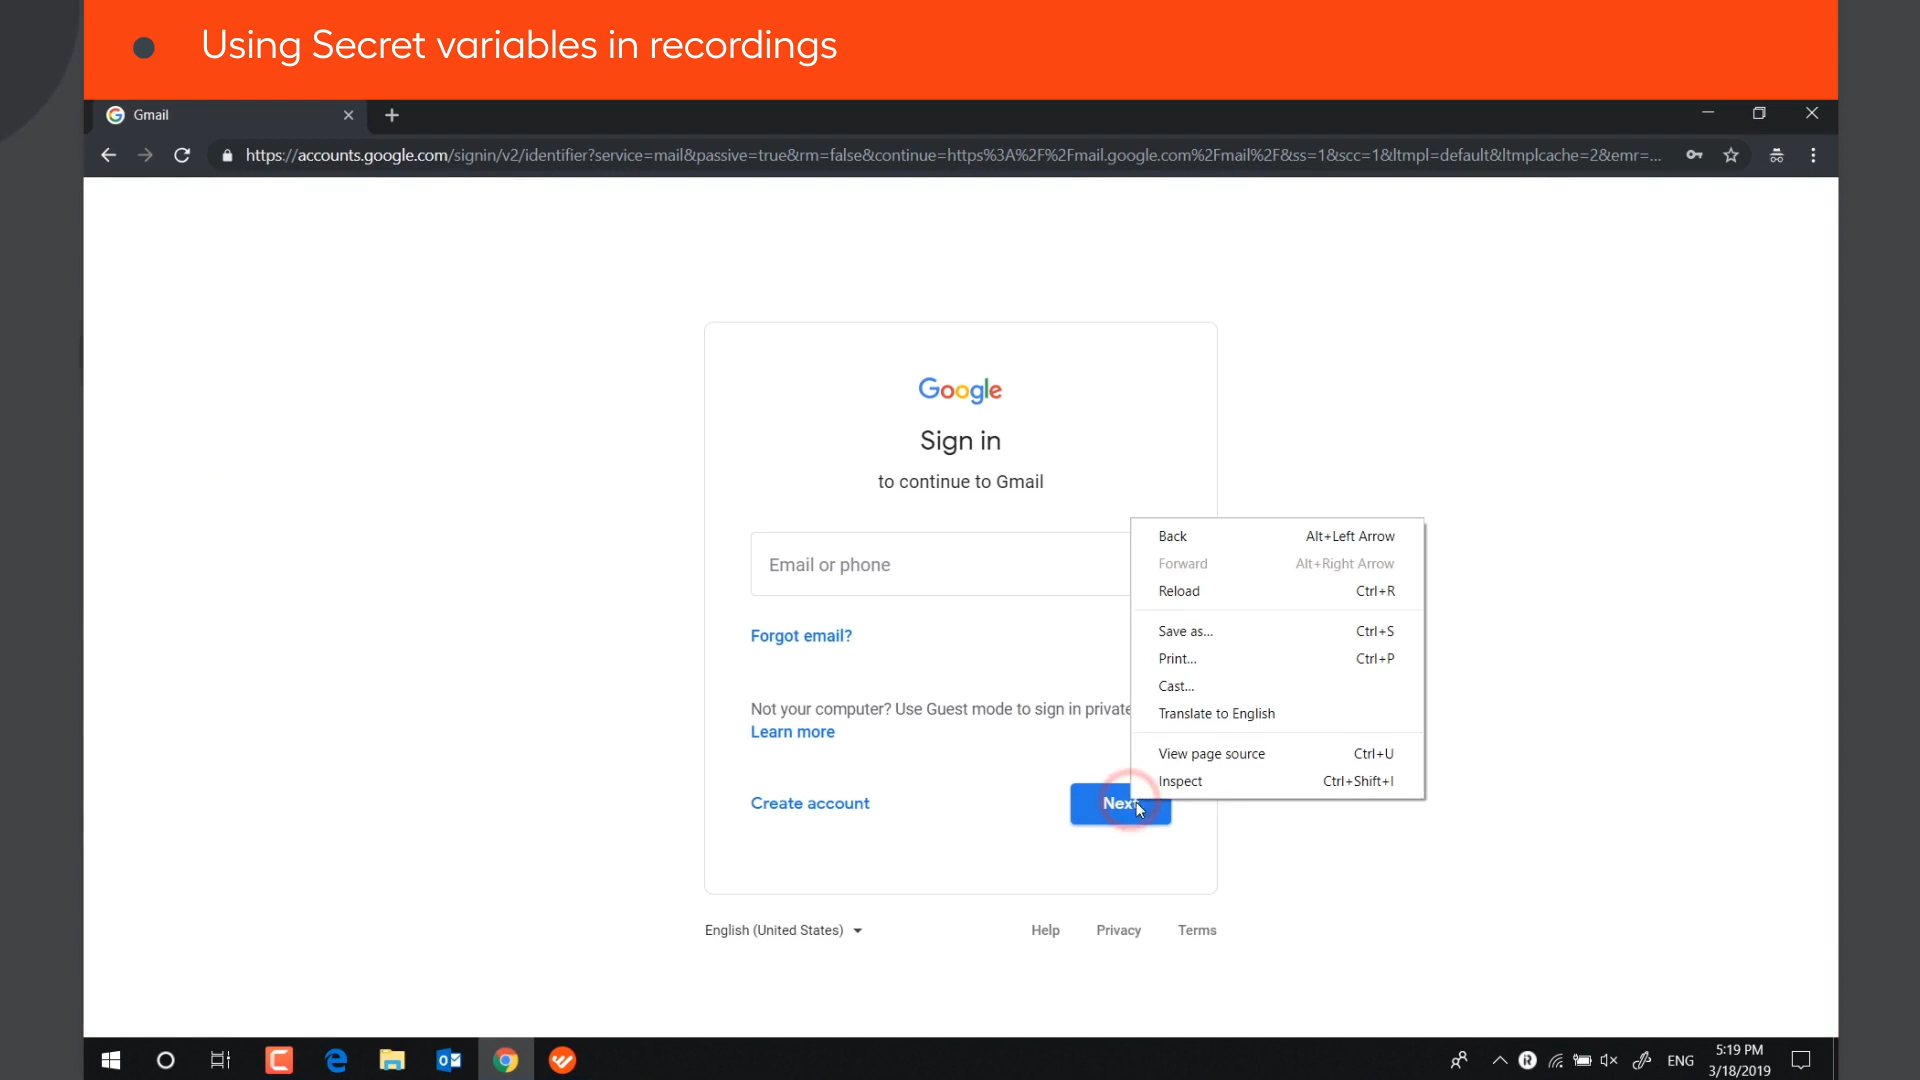 Using Secret variables in recordings
Gmail
https://accounts.google.com/signin/v2/identifier?service=mail&passive=true&rm=false&continue=https%3A%2F%2Fmail.google.com%2Fmail%2F&ss=1&scc=1&ltmpl=default&ltmplcache=2&emr=...
Google
Sign in
to continue to Gmail
Email or phone
Forgot email?
Not your computer? Use Guest mode to sign in private
Learn more
Create account
Next
Back Alt+Left Arrow
Forward Alt+Right Arrow
Reload Ctrl+R
Save as... Ctrl+S
Print... Ctrl+P
Cast...
Translate to English
View page source Ctrl+U
Inspect Ctrl+Shift+I
English (United States)
Help Privacy Terms
ENG
5:19 PM
3/18/2019